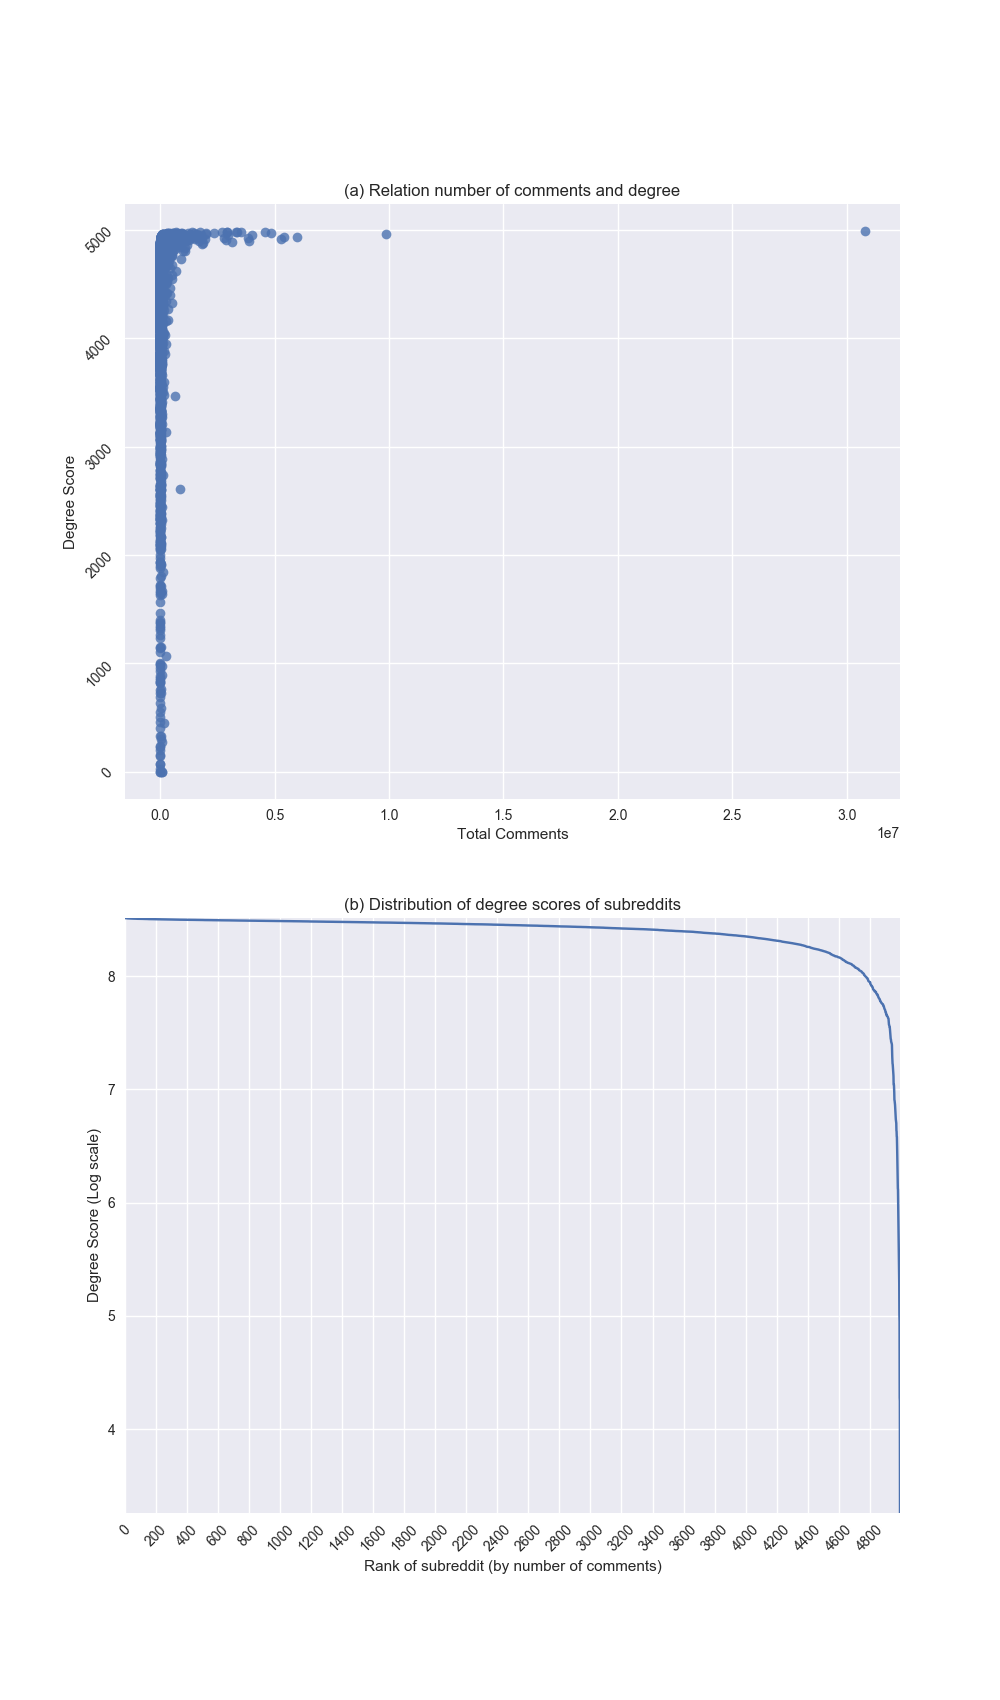 (a) Relation number of comments and degree
5000
4000
3000
2000
1000
0
Degree Score
0.0 0.5 1.0 1.5 2.0 2.5 3.0
1e7
Total Comments
(b) Distribution of degree scores of subreddits
8
7
6
5
4
Degree Score (Log scale)
0 200 400 600 800 1000 1200 1400 1600 1800 2000 2200 2400 2600 2800 3000 3200 3400 3600 3800 4000 4200 4400 4600 4800
Rank of subreddit (by number of comments)